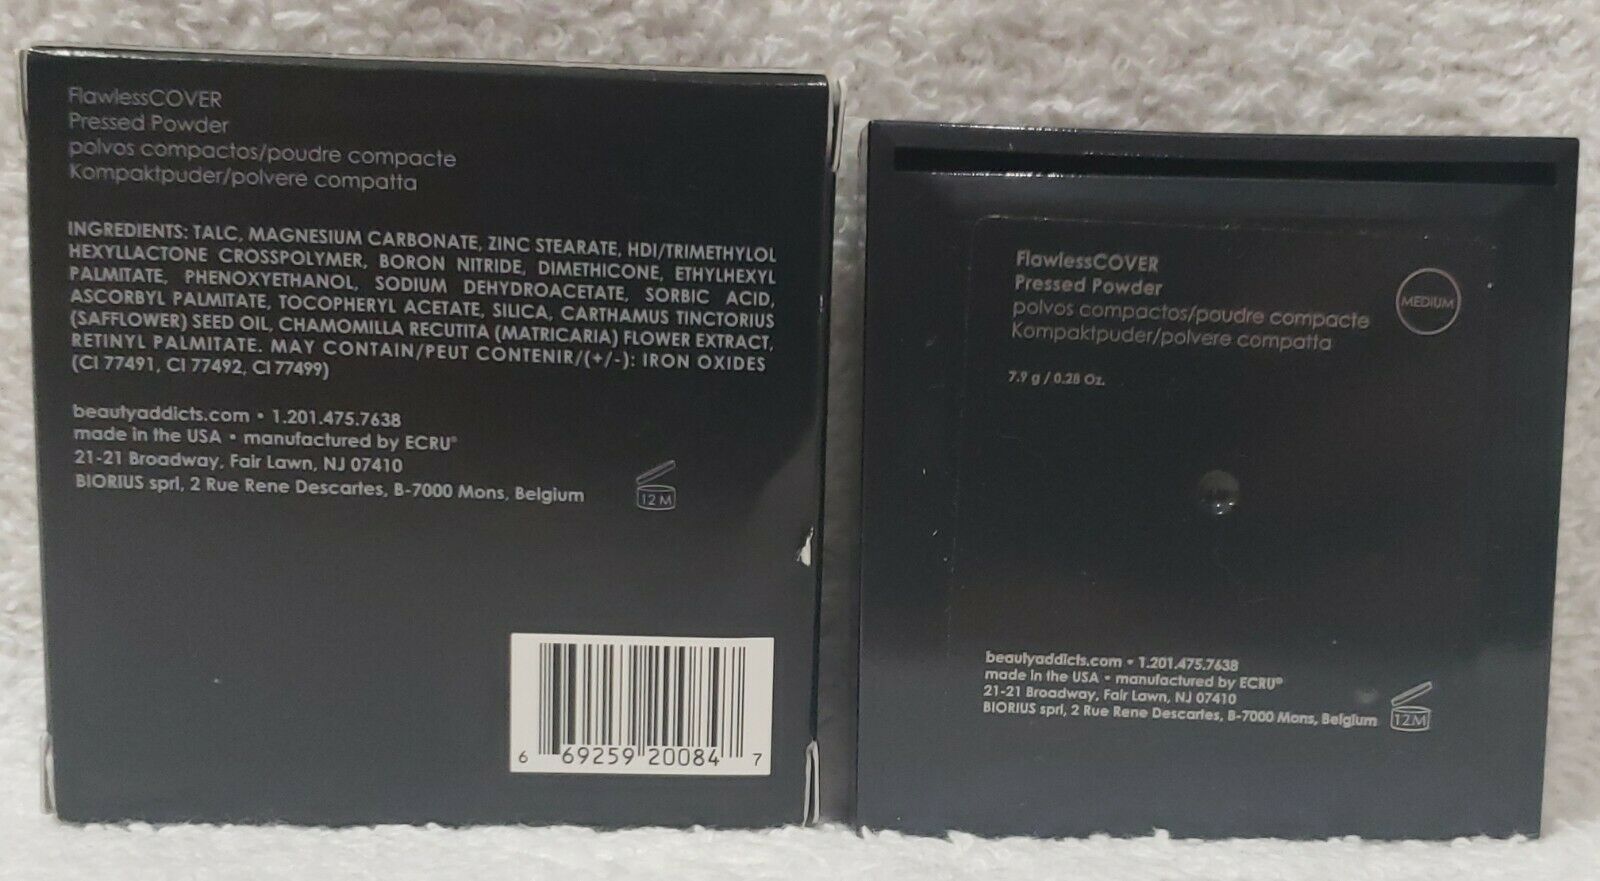 FlawlessCOVER
Pressed Powder
polvos compactos/poudre compacte
Kompaktpuder/polvere compatta
INGREDIENTS: TALC, MAGNESIUM CARBONATE, ZINC STEARATE, HDI/TRIMETHYLOL
HEXYLLACTONE CROSSPOLYMER, BORON NITRIDE, DIMETHICONE, ETHYLHEXYL
PALMITATE, PHENOXYETHANOL, SODIUM DEHYDROACETATE, SORBIC ACID,
ASCORBYL PALMITATE, TOCOPHERYL ACETATE, SILICA, CARTHAMUS TINCTORIUS
(SAFFLOWER) SEED OIL, CHAMOMILLA RECUTITA (MATRICARIA) FLOWER EXTRACT,
RETINYL PALMITATE. MAY CONTAIN/PEUT CONTENIR/(+/-): IRON OXIDES
(CI 77491, CI 77492, CI 77499)
beautyaddicts.com • 1.201.475.7638
made in the USA • manufactured by ECRU®
21-21 Broadway, Fair Lawn, NJ 07410
BIORIUS sprl, 2 Rue Rene Descartes, B-7000 Mons, Belgium
12 M
6 69259 20084 7
FlawlessCOVER
Pressed Powder
polvos compactos/poudre compacte
Kompaktpuder/polvere compatta
MEDIUM
7.9 g / 0.28 Oz.
beautyaddicts.com • 1.201.475.7638
made in the USA • manufactured by ECRU®
21-21 Broadway, Fair Lawn, NJ 07410
BIORIUS sprl, 2 Rue Rene Descartes, B-7000 Mons, Belgium
12M